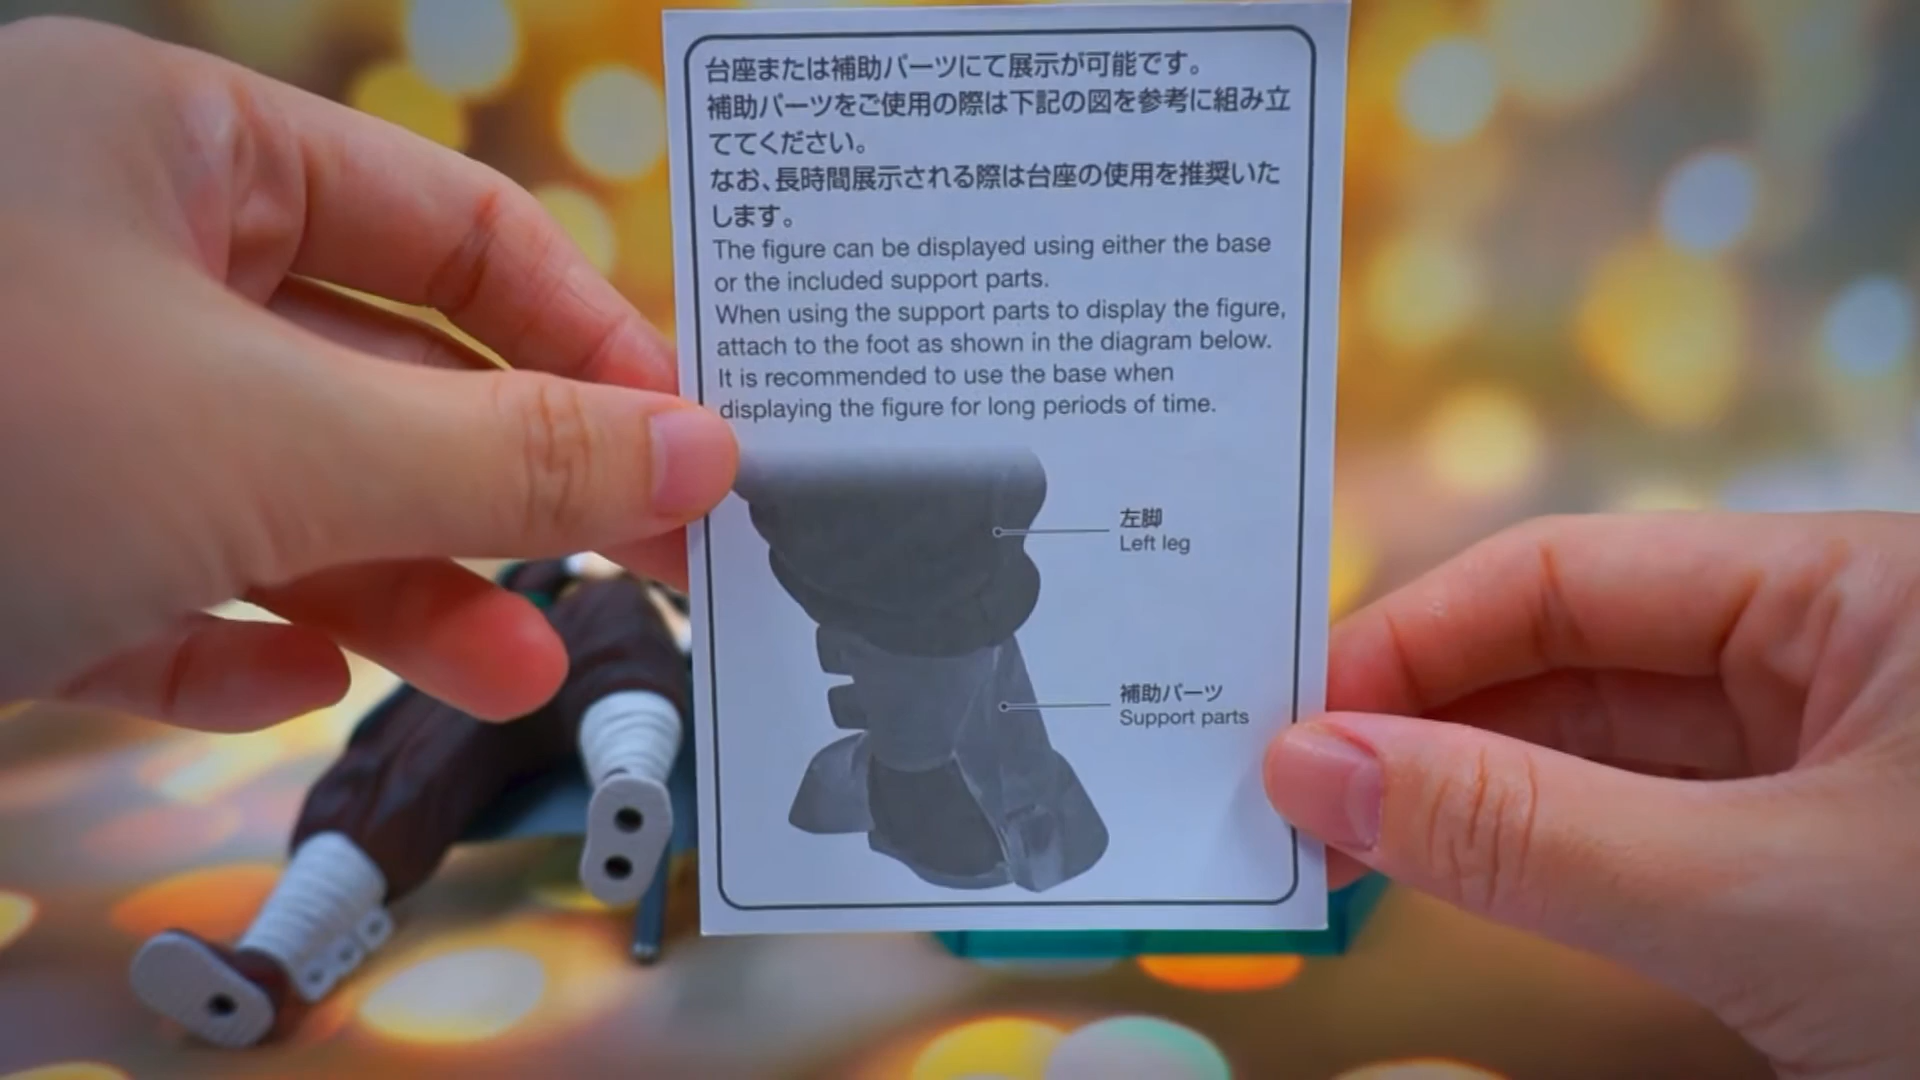 台座または補助パーツにて展示が可能です。
補助パーツをご使用の際は下記の図を参考に組み立
ててください。
なお、長時間展示される際は台座の使用を推奨いた
します。
The figure can be displayed using either the base
or the included support parts.
When using the support parts to display the figure,
attach to the foot as shown in the diagram below.
It is recommended to use the base when
displaying the figure for long periods of time.
左脚
Left leg
補助パーツ
Support parts